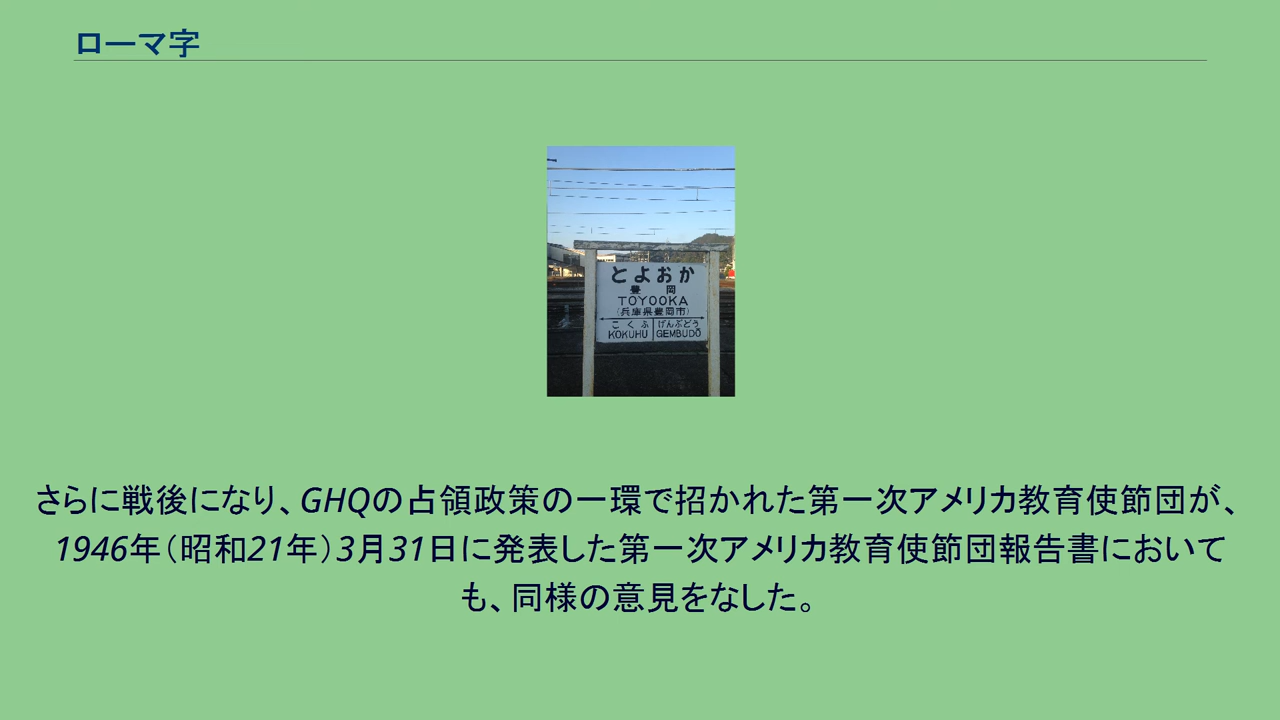 ローマ字
とよおか
豊岡
TOYOOKA
(兵庫県豊岡市)
こくふ げんぶどう
KOKUHU GEMBUDŌ
さらに戦後になり、GHQの占領政策の一環で招かれた第一次アメリカ教育使節団が、
1946年（昭和21年）3月31日に発表した第一次アメリカ教育使節団報告書において
も、同様の意見をなした。